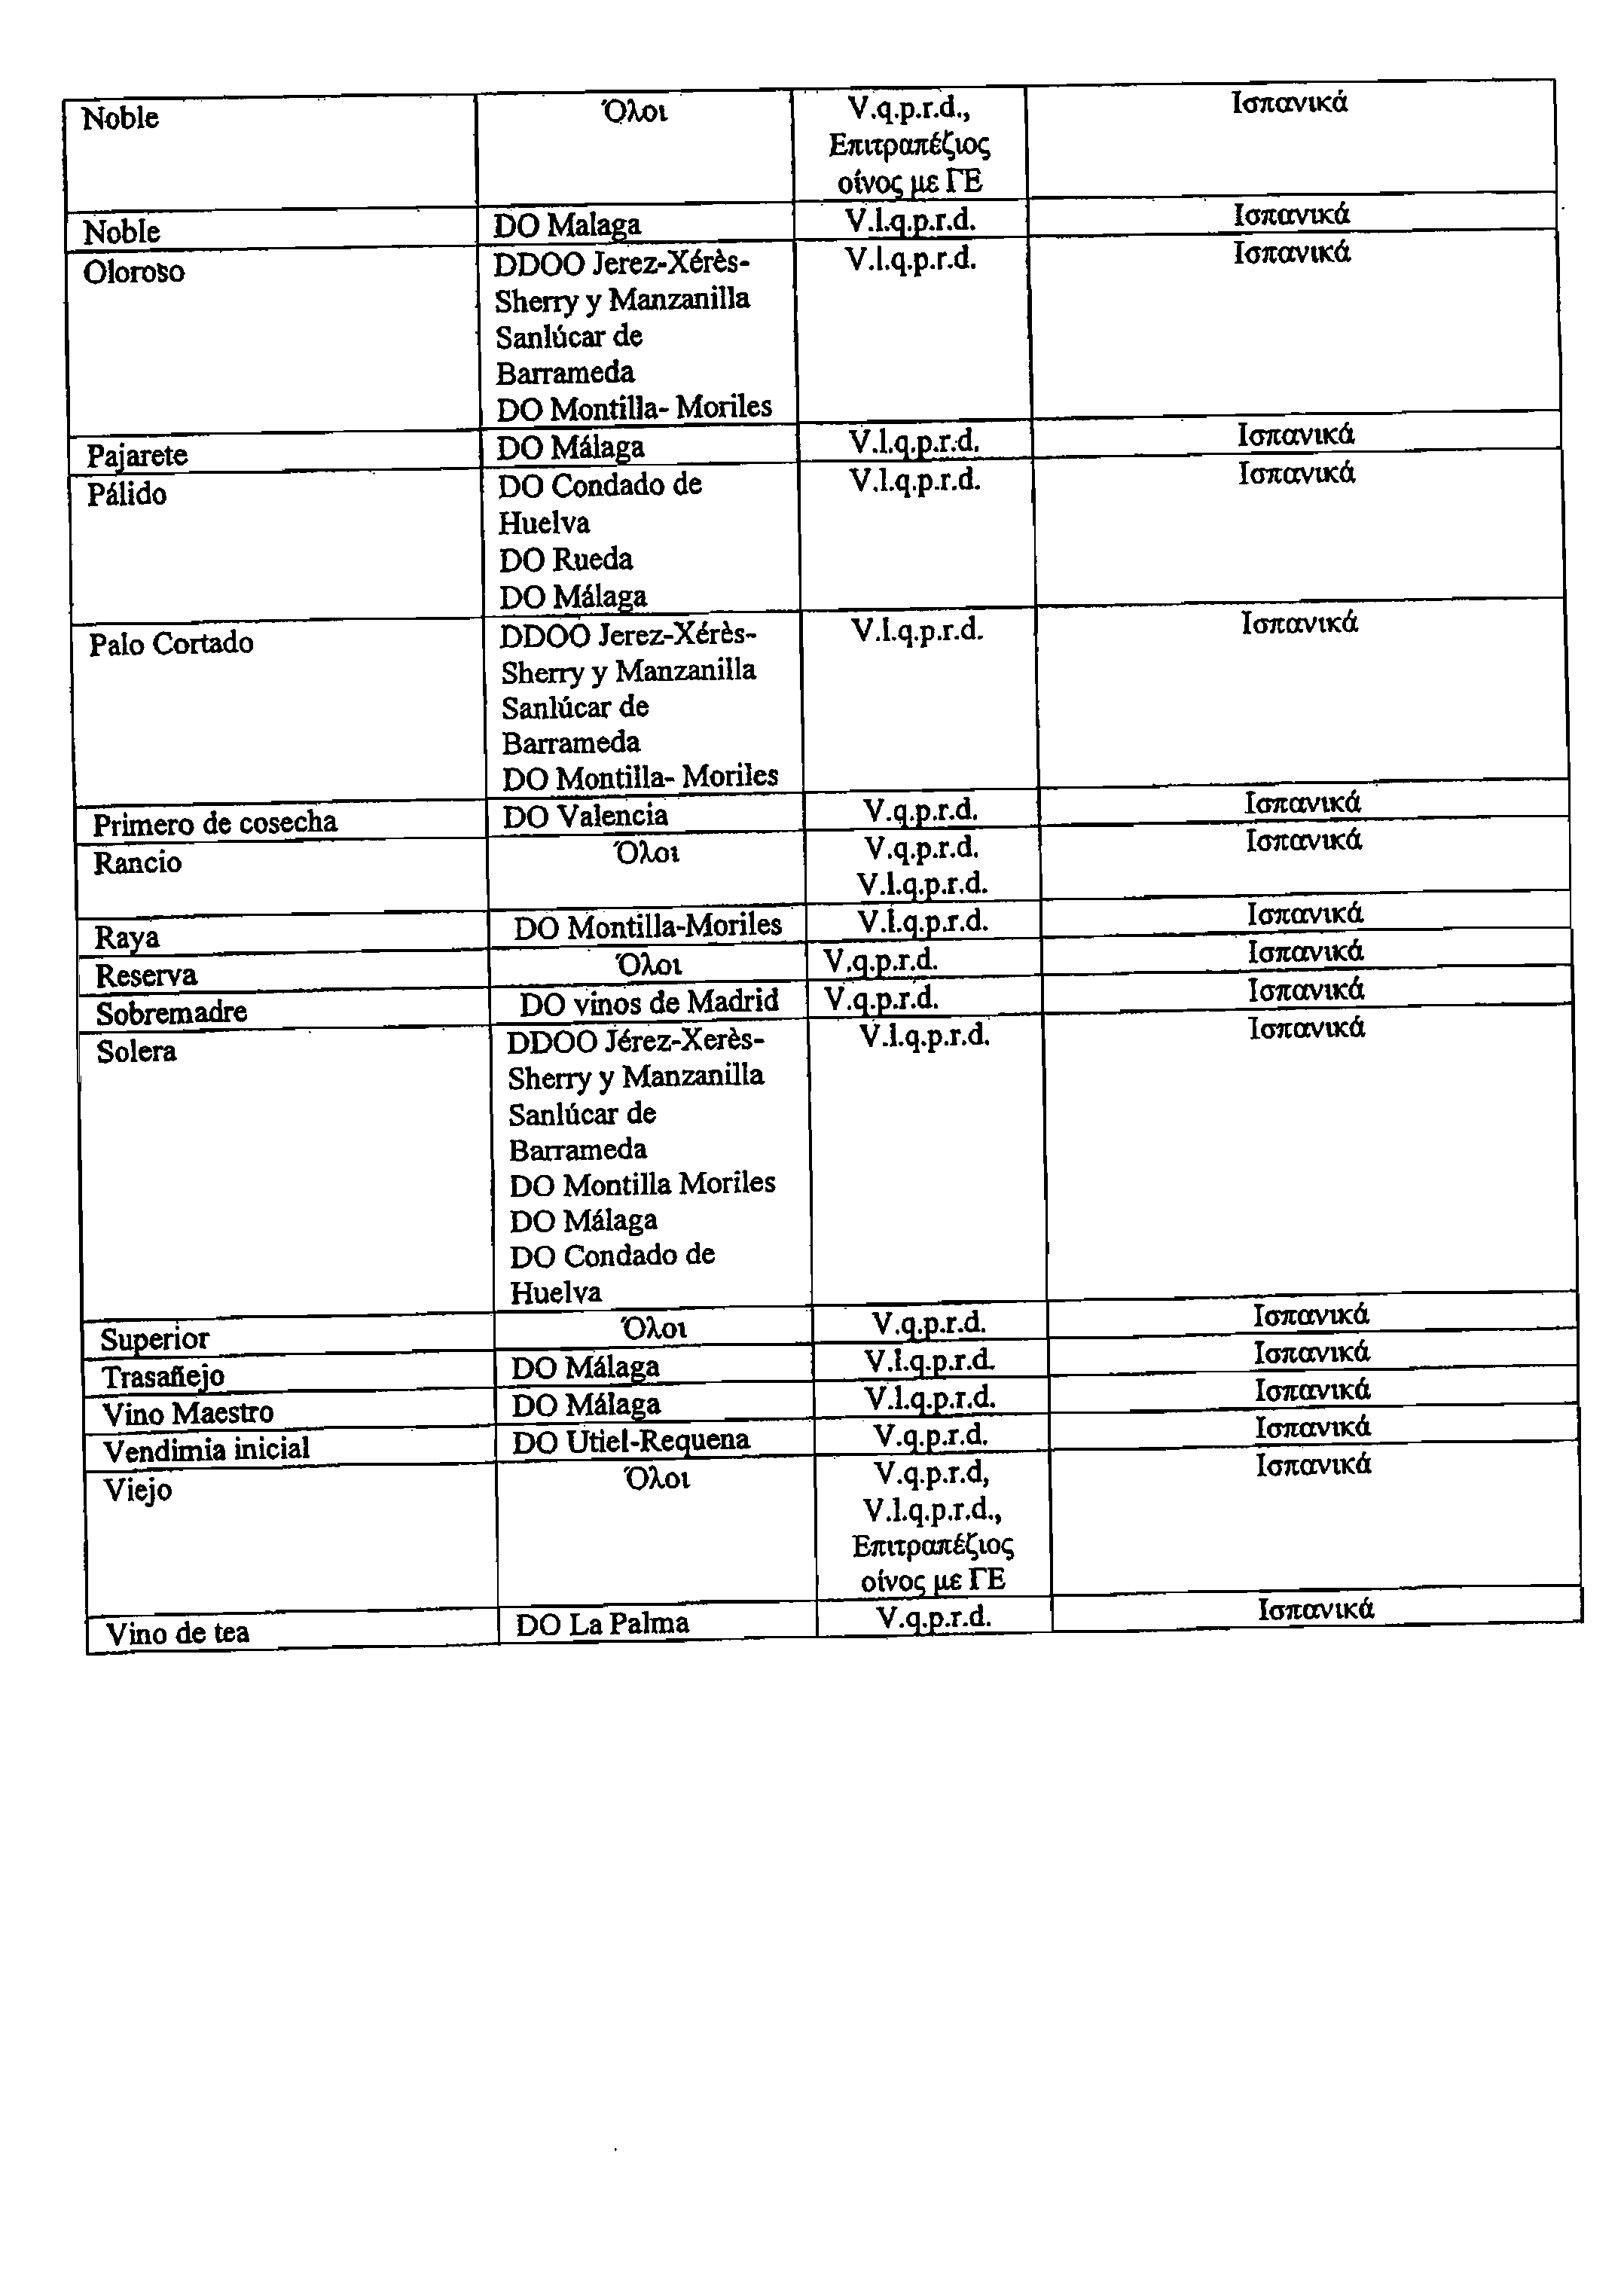 Noble Όλοι V.q.p.r.d., Ισπανικά
Επιτραπέζιος
οίνος με ΓΕ
Noble DO Malaga V.l.q.p.r.d. Ισπανικά
Oloroso DDOO Jerez-Xérès- V.l.q.p.r.d. Ισπανικά
Sherry y Manzanilla
Sanlúcar de
Barrameda
DO Montilla- Moriles
Pajarete DO Málaga V.l.q.p.r.d. Ισπανικά
Pálido DO Condado de V.l.q.p.r.d. Ισπανικά
Huelva
DO Rueda
DO Málaga
Palo Cortado DDOO Jerez-Xérès- V.l.q.p.r.d. Ισπανικά
Sherry y Manzanilla
Sanlúcar de
Barrameda
DO Montilla- Moriles
Primero de cosecha DO Valencia V.q.p.r.d. Ισπανικά
Rancio Όλοι V.q.p.r.d. Ισπανικά
V.l.q.p.r.d.
Raya DO Montilla-Moriles V.l.q.p.r.d. Ισπανικά
Reserva Όλοι V.q.p.r.d. Ισπανικά
Sobremadre DO vinos de Madrid V.q.p.r.d. Ισπανικά
Solera DDOO Jérez-Xerès- V.l.q.p.r.d. Ισπανικά
Sherry y Manzanilla
Sanlúcar de
Barrameda
DO Montilla Moriles
DO Málaga
DO Condado de
Huelva
Superior Όλοι V.q.p.r.d. Ισπανικά
Trasañejo DO Málaga V.l.q.p.r.d. Ισπανικά
Vino Maestro DO Málaga V.l.q.p.r.d. Ισπανικά
Vendimia inicial DO Utiel-Requena V.q.p.r.d. Ισπανικά
Viejo Όλοι V.q.p.r.d, Ισπανικά
V.l.q.p.r.d.,
Επιτραπέζιος
οίνος με ΓΕ
Vino de tea DO La Palma V.q.p.r.d. Ισπανικά